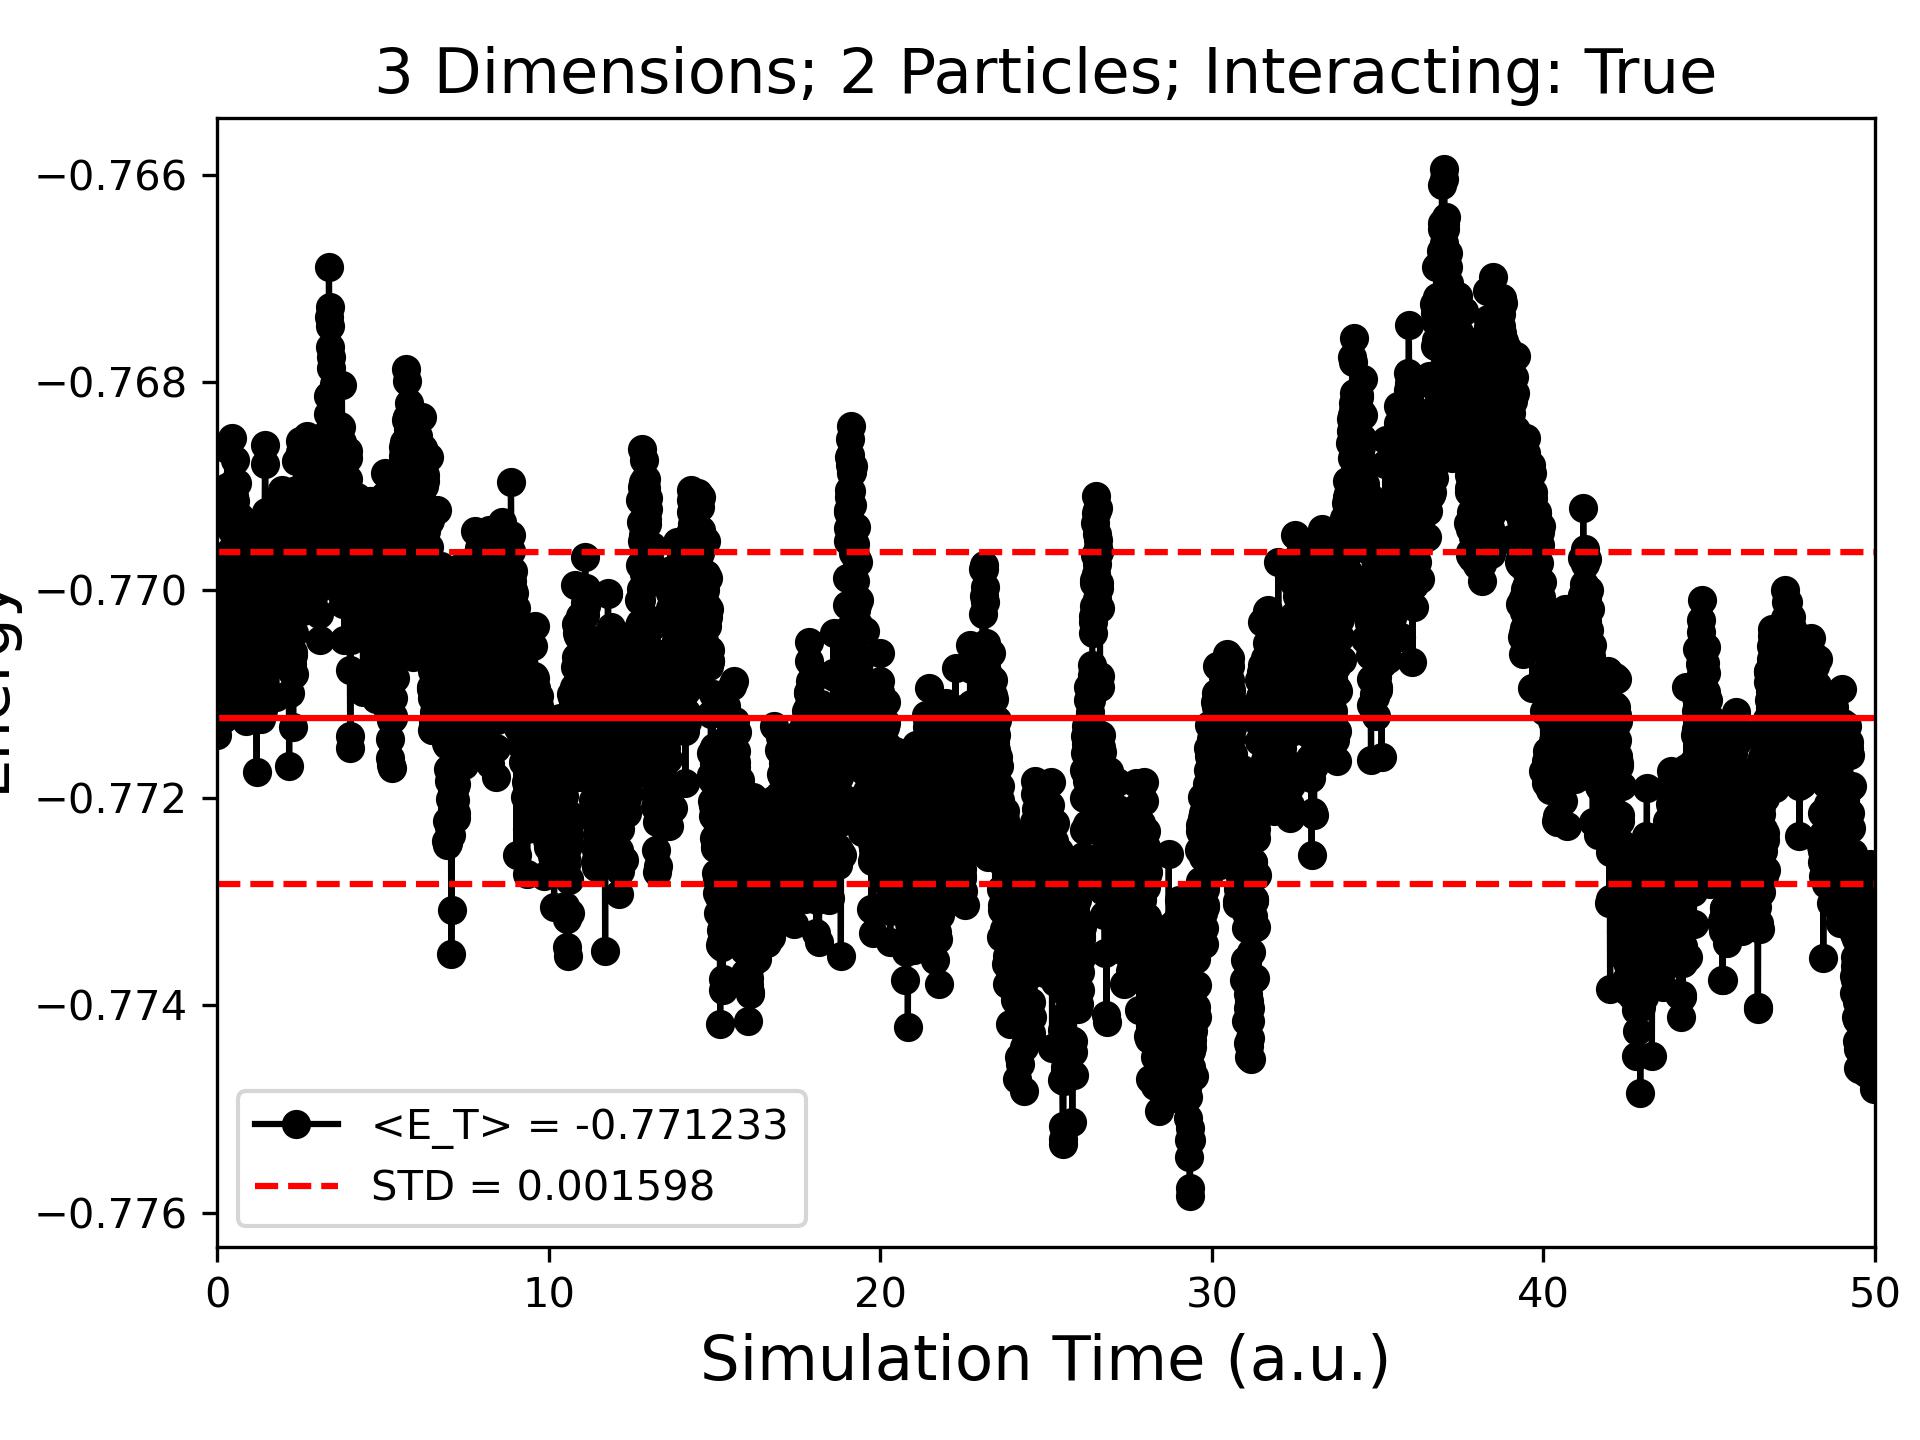 3 Dimensions; 2 Particles; Interacting: True
Energy
−0.766
−0.768
−0.770
−0.772
−0.774
−0.776
<E_T> = -0.771233
STD = 0.001598
0 10 20 30 40 50
Simulation Time (a.u.)